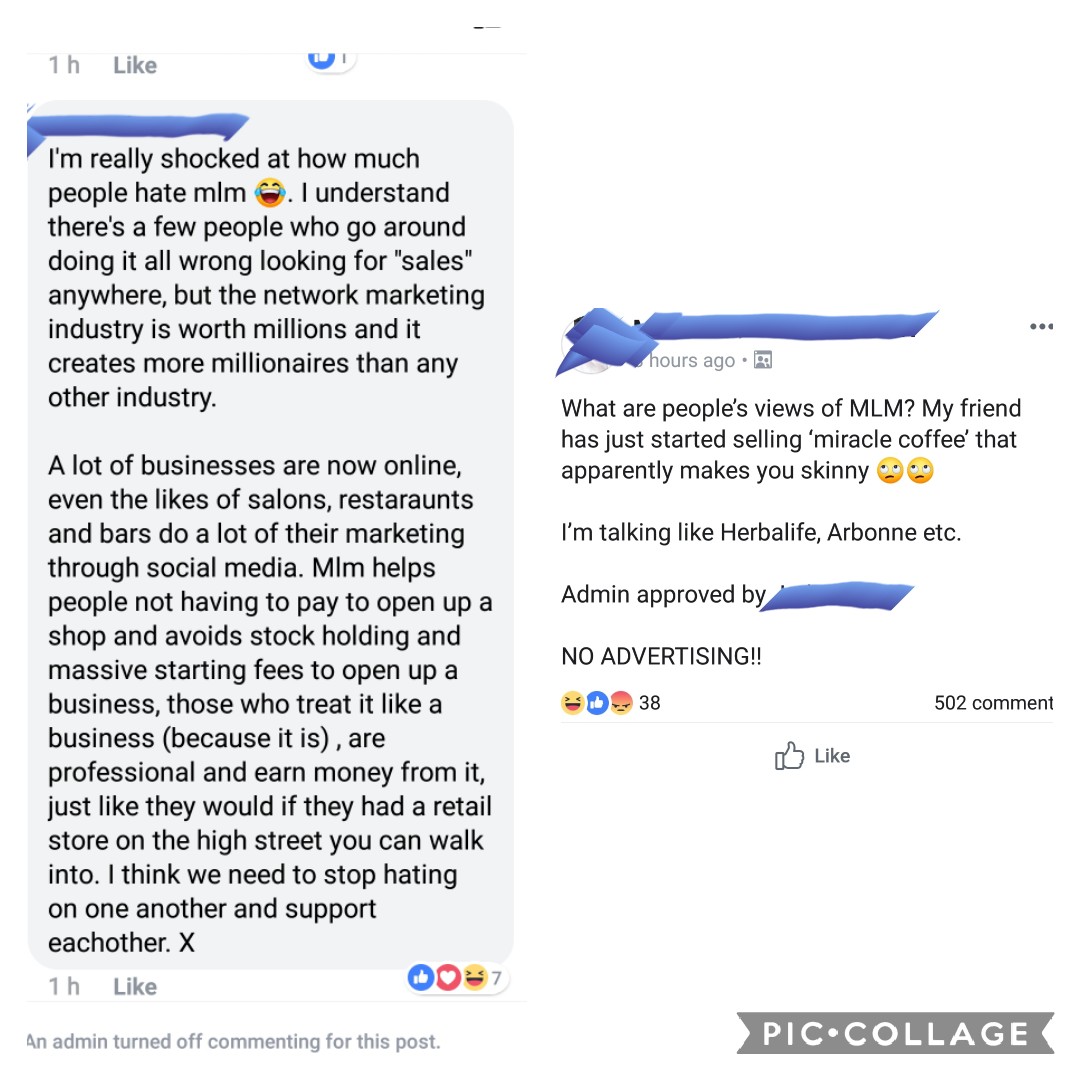 1 h Like 1
I'm really shocked at how much
people hate mlm 😂. I understand
there's a few people who go around
doing it all wrong looking for "sales"
anywhere, but the network marketing
industry is worth millions and it
creates more millionaires than any
other industry.
A lot of businesses are now online,
even the likes of salons, restaraunts
and bars do a lot of their marketing
through social media. Mlm helps
people not having to pay to open up a
shop and avoids stock holding and
massive starting fees to open up a
business, those who treat it like a
business (because it is) , are
professional and earn money from it,
just like they would if they had a retail
store on the high street you can walk
into. I think we need to stop hating
on one another and support
eachother. X
1 h Like 7
An admin turned off commenting for this post.
hours ago •
What are people’s views of MLM? My friend
has just started selling ‘miracle coffee’ that
apparently makes you skinny 🙄🙄
I’m talking like Herbalife, Arbonne etc.
Admin approved by
NO ADVERTISING!!
38 502 comment
Like
PIC•COLLAGE